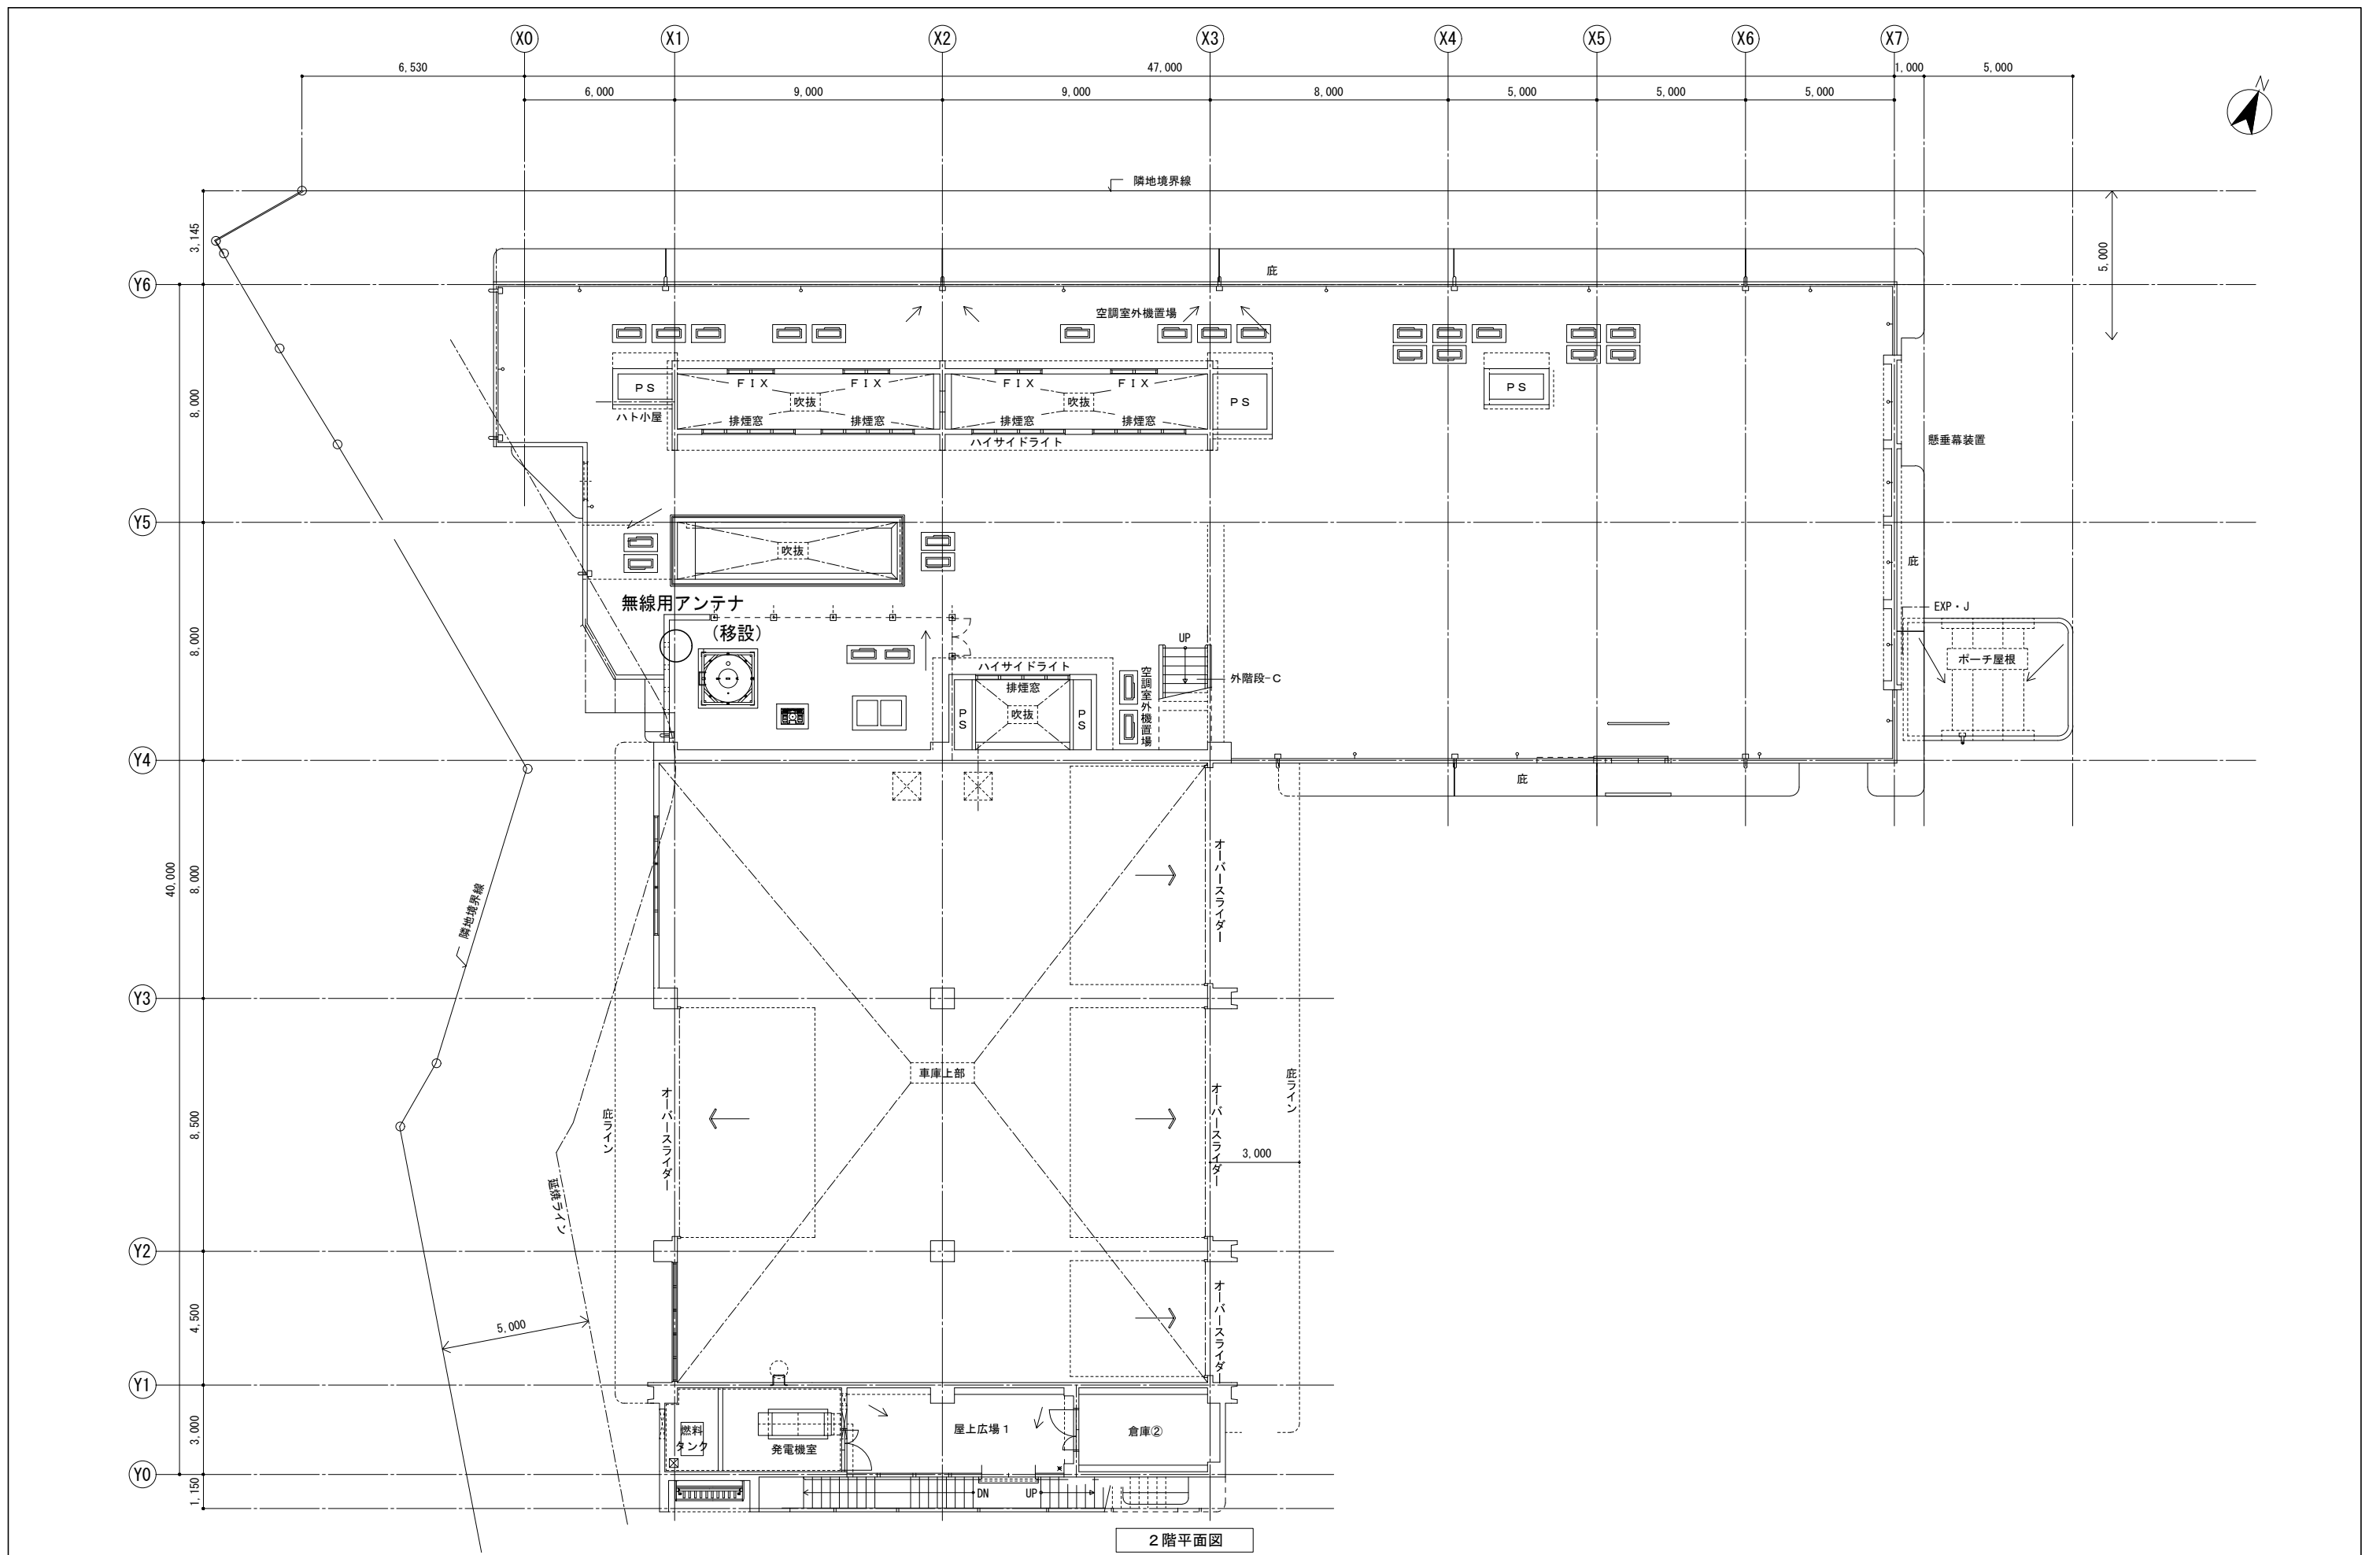 X0
X1
X2
X3
X4
X5
X6
X7
N
6,530
47,000
1,000
5,000
6,000
9,000
9,000
8,000
5,000
5,000
5,000
隣地境界線
3,145
5,000
Y6
庇
空調室外機置場
FIX
FIX
FIX
FIX
PS
吹抜
吹抜
PS
PS
8,000
ハト小屋
排煙窓
排煙窓
排煙窓
排煙窓
ハイサイドライト
懸垂幕装置
Y5
吹抜
庇
無線用アンテナ
(移設)
EXP・J
8,000
UP
ハイサイドライト
排煙窓
空調室外機置場
外階段-C
ポーチ屋根
PS
吹抜
PS
Y4
庇
オーバースライダー
40,000
8,000
隣地境界線
Y3
車庫上部
庇ライン
オーバースライダー
オーバースライダー
庇ライン
8,500
3,000
延焼ライン
Y2
オーバースライダー
4,500
5,000
Y1
3,000
燃料
タンク
発電機室
屋上広場1
倉庫②
Y0
1,150
DN
UP
2階平面図